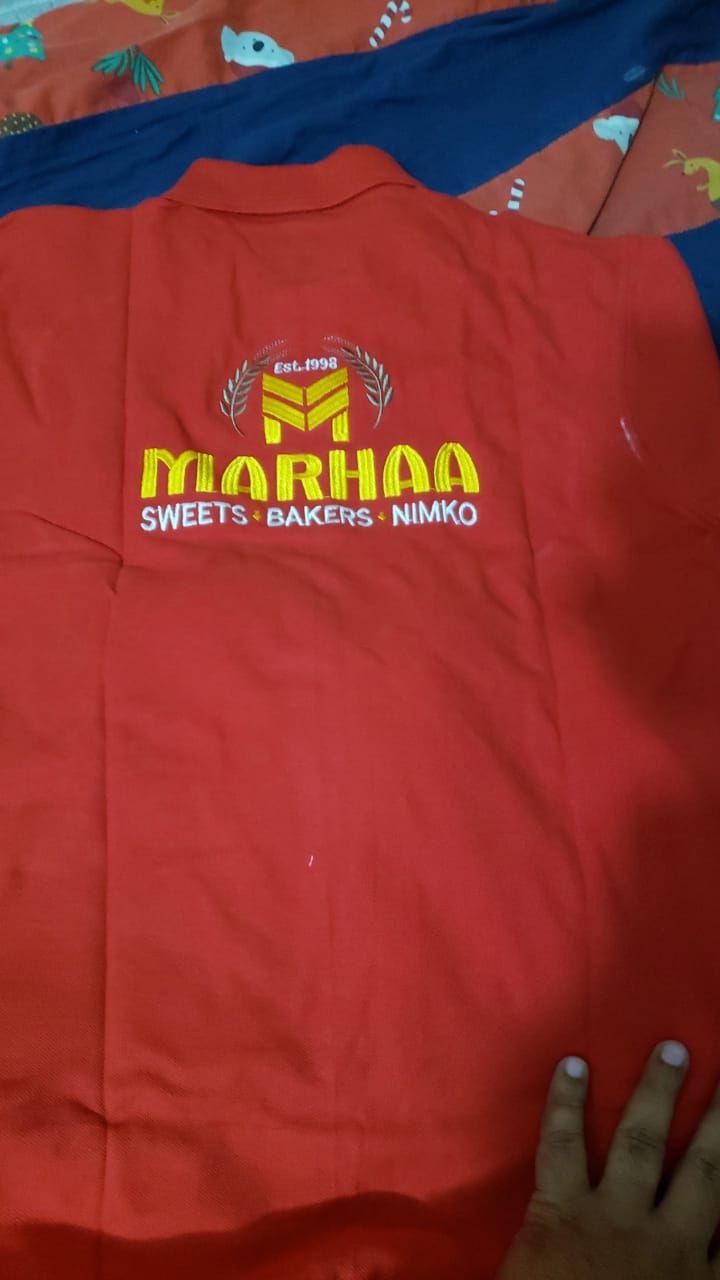 Est.1998
M
MARHAA
SWEETS • BAKERS • NIMKO